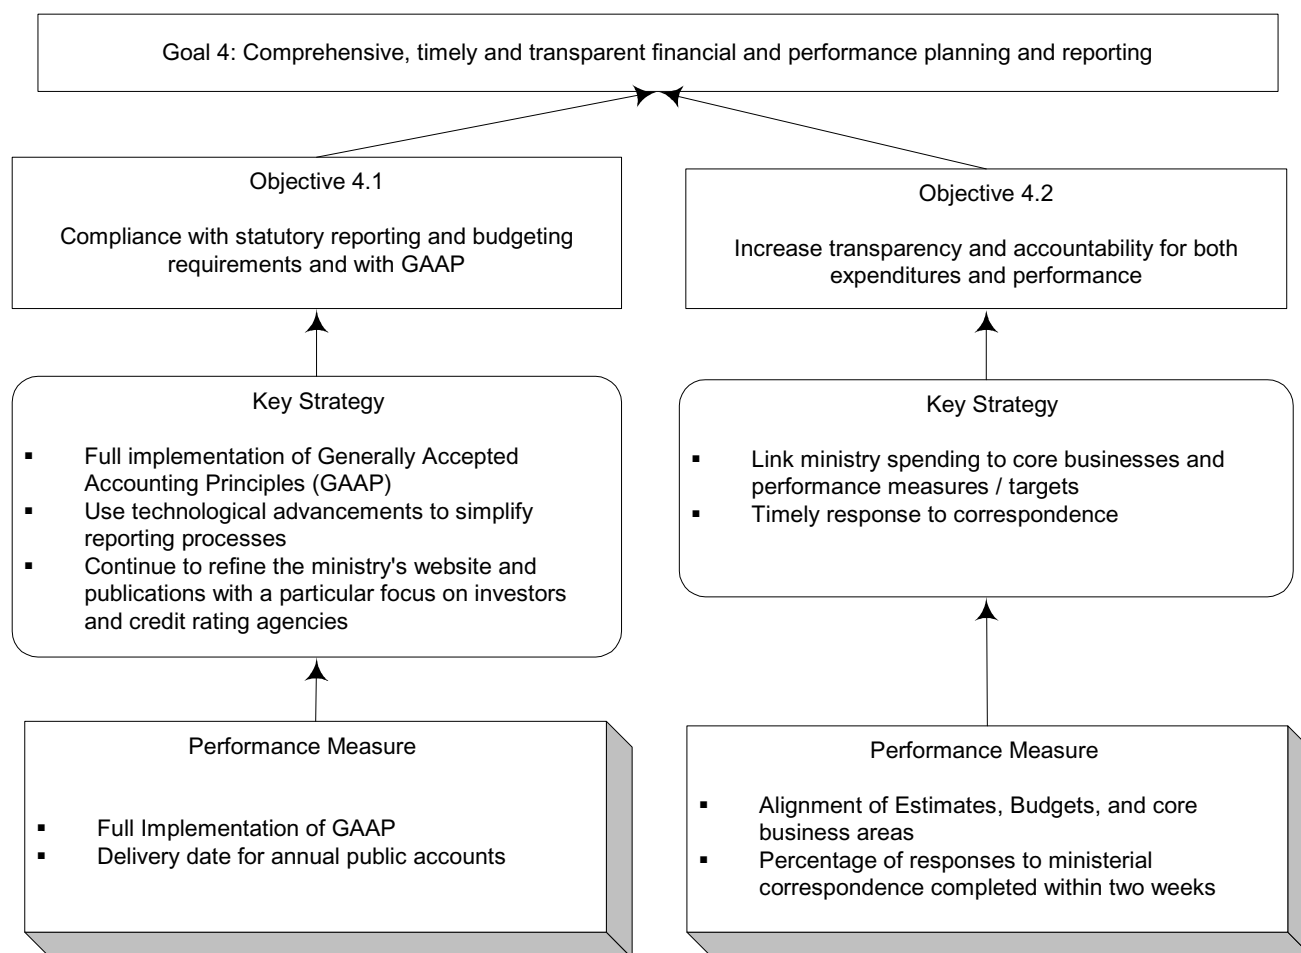 Goal 4: Comprehensive, timely and transparent financial and performance planning and reporting
Objective 4.1
Compliance with statutory reporting and budgeting
requirements and with GAAP
Objective 4.2
Increase transparency and accountability for both
expenditures and performance
Key Strategy
▪ Full implementation of Generally Accepted
Accounting Principles (GAAP)
▪ Use technological advancements to simplify
reporting processes
▪ Continue to refine the ministry's website and
publications with a particular focus on investors
and credit rating agencies
Key Strategy
▪ Link ministry spending to core businesses and
performance measures / targets
▪ Timely response to correspondence
Performance Measure
▪ Full Implementation of GAAP
▪ Delivery date for annual public accounts
Performance Measure
▪ Alignment of Estimates, Budgets, and core
business areas
▪ Percentage of responses to ministerial
correspondence completed within two weeks